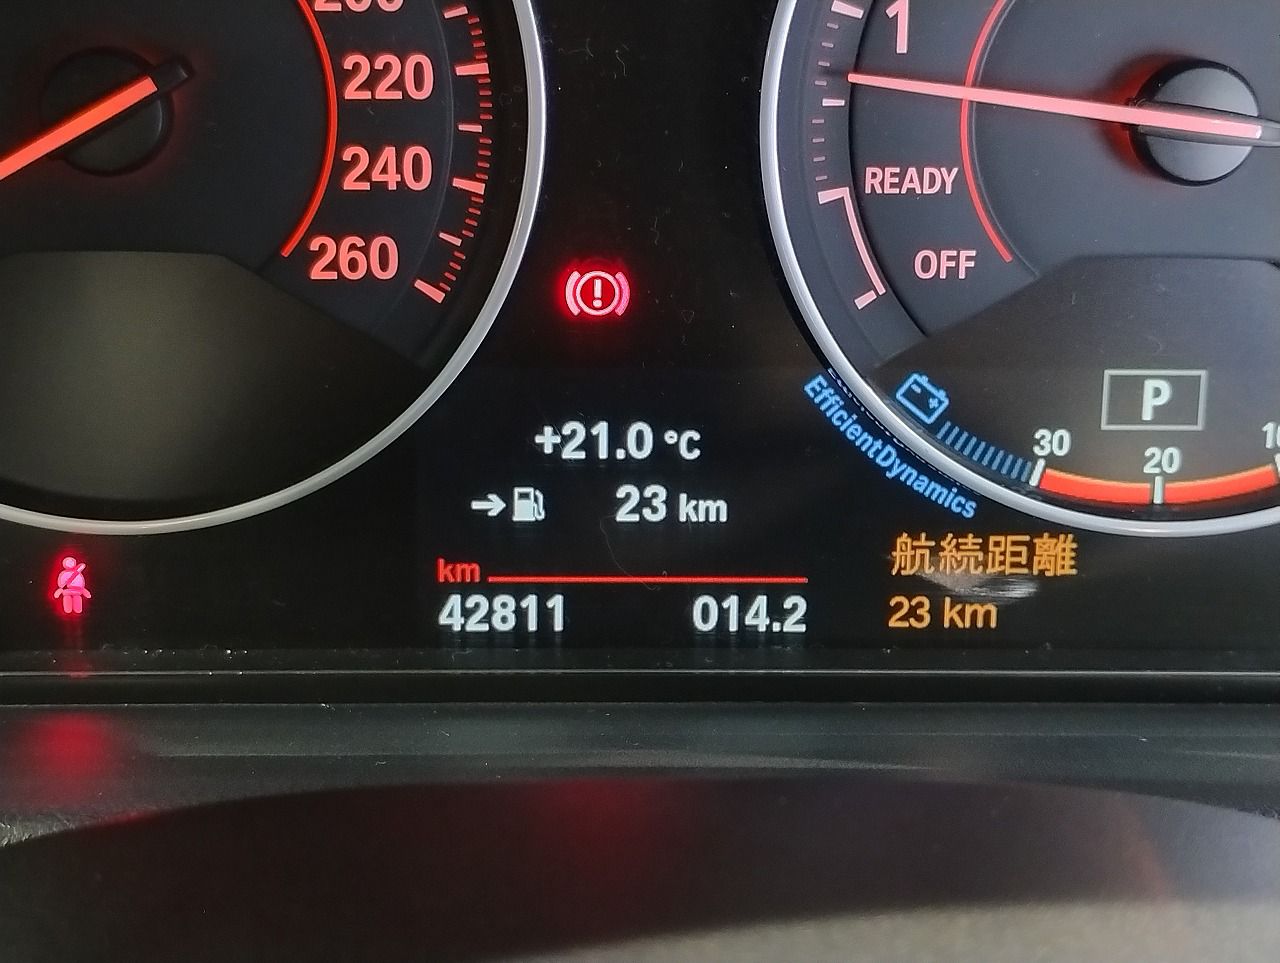 220
240
260
1
READY
OFF
P
30
20
EfficientDynamics
+21.0 °C
→ 23 km
km
42811 014.2
航続距離
23 km